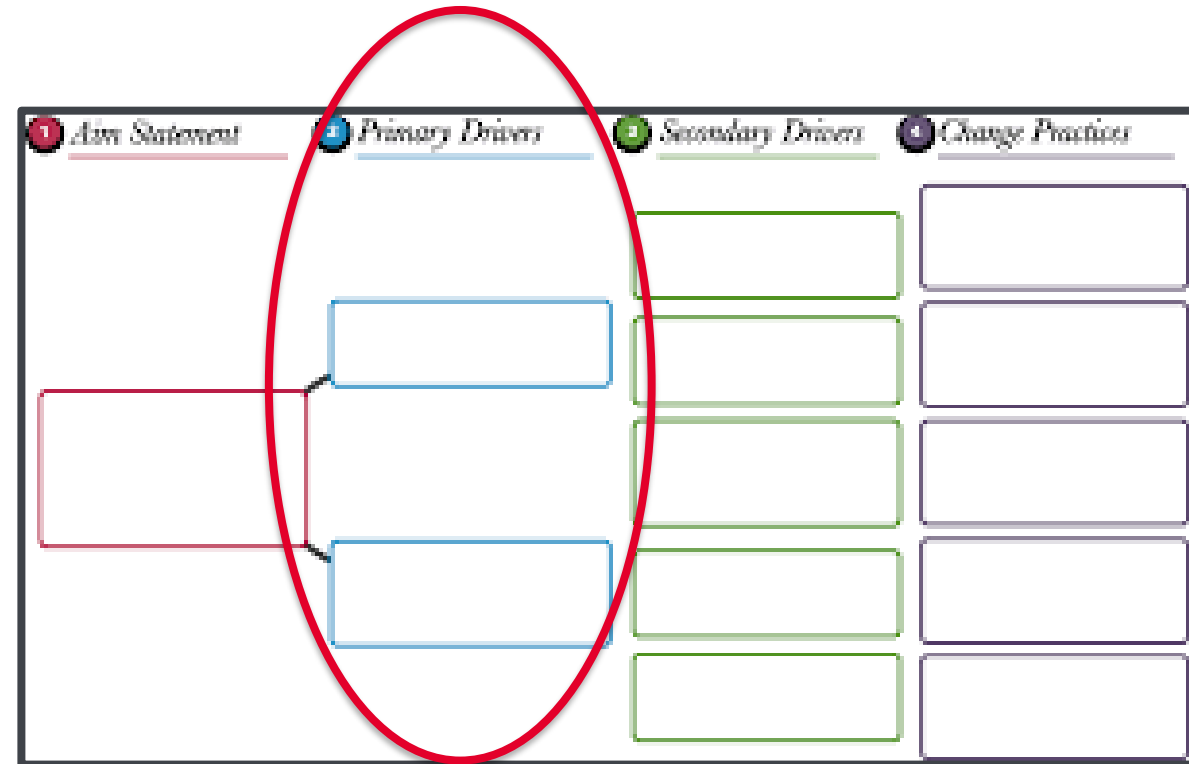 1 Aim Statement
2 Primary Drivers
3 Secondary Drivers
4 Change Practices